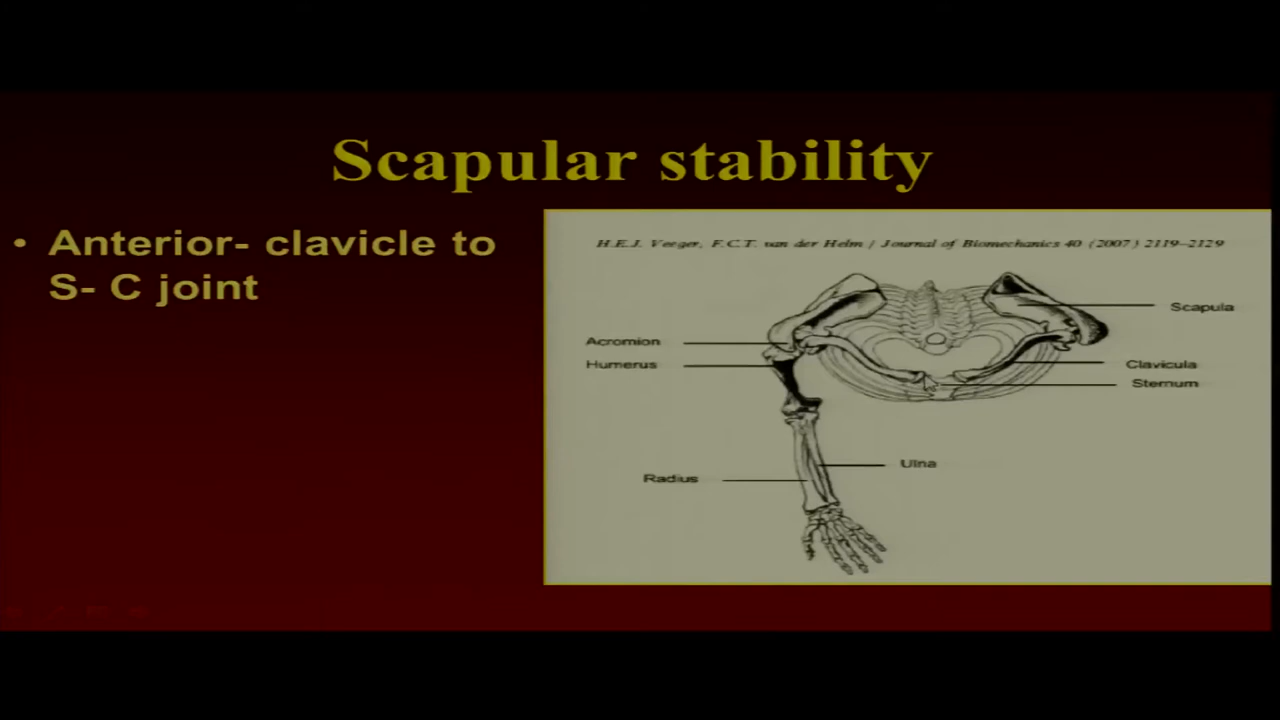 Scapular stability
• Anterior- clavicle to
S- C joint
H.E.J. Veeger, F.C.T. van der Helm / Journal of Biomechanics 40 (2007) 2119–2129
Scapula
Acromion
Humerus
Clavicula
Sternum
Ulna
Radius